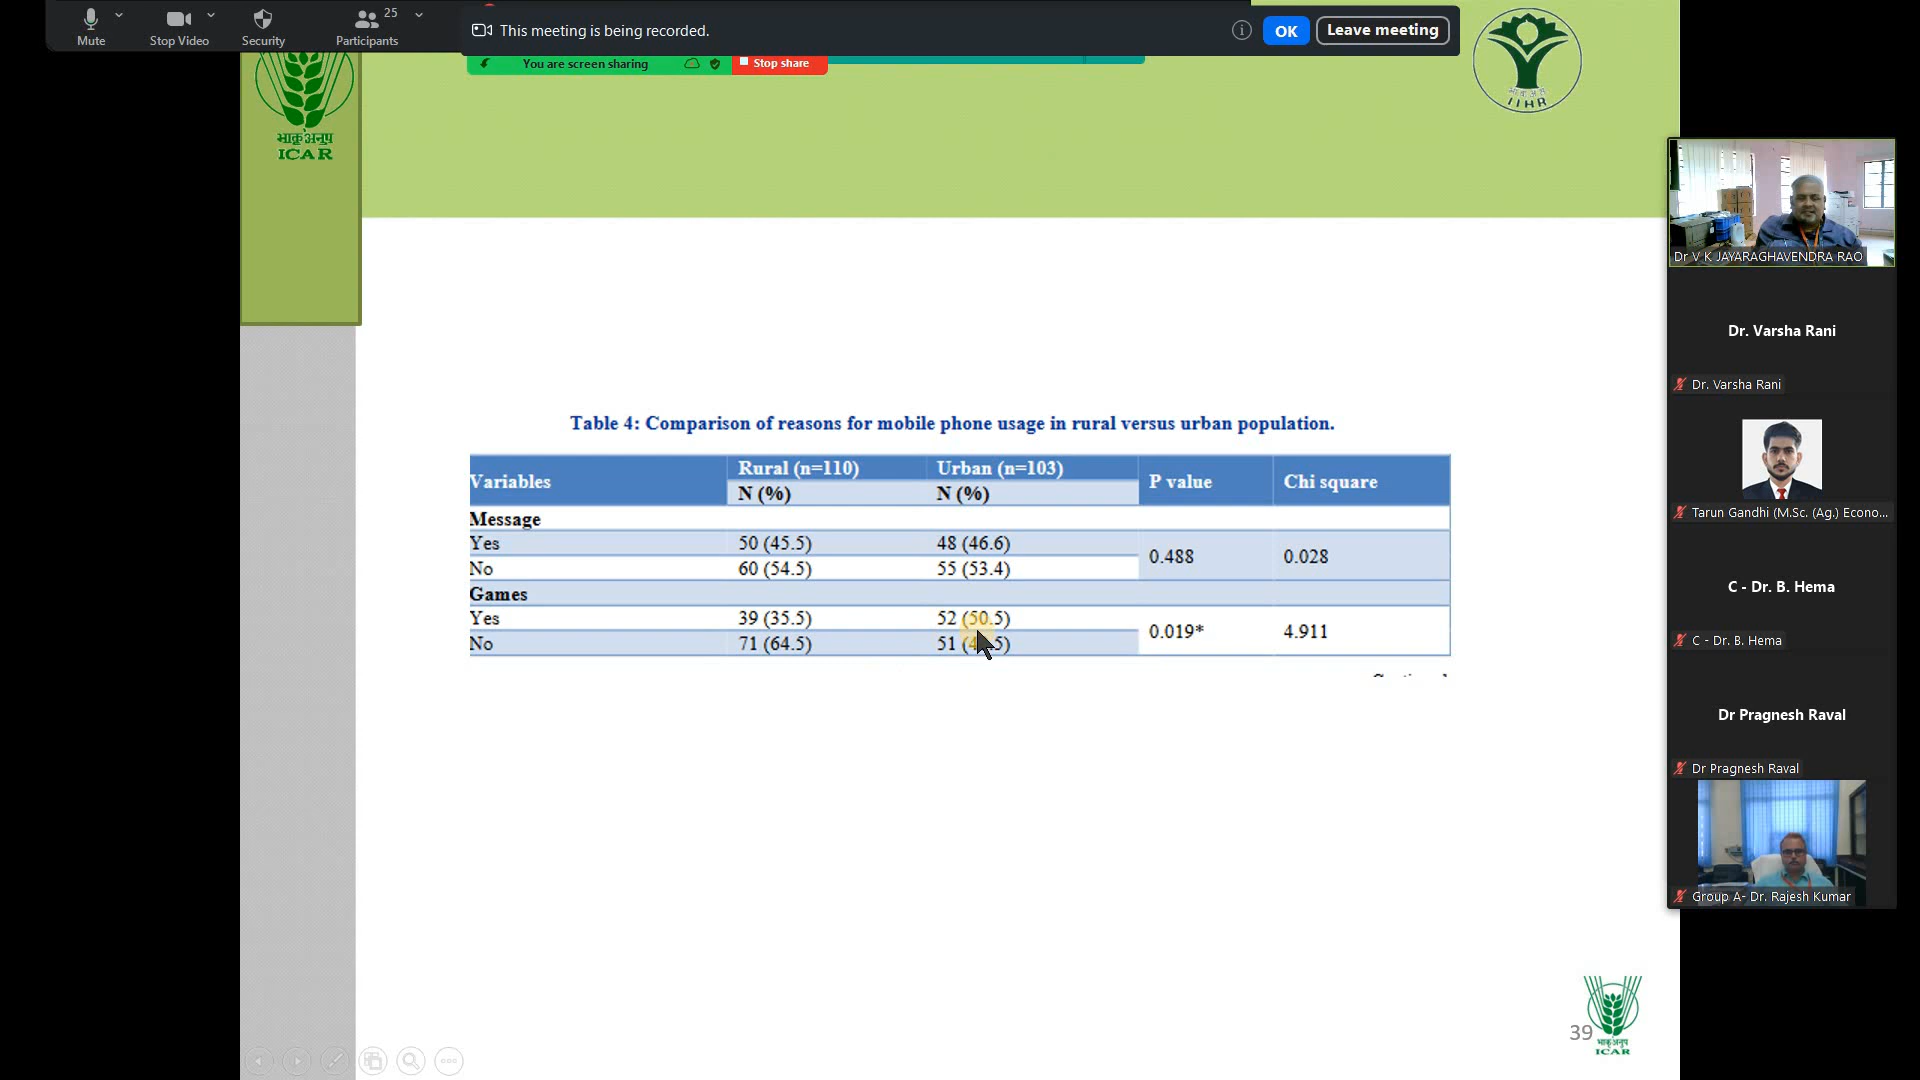 Mute
Stop Video
Security
Participants
25
This meeting is being recorded.
OK
Leave meeting
You are screen sharing
Stop share
भाकृअनुप
ICAR
IIHR
Table 4: Comparison of reasons for mobile phone usage in rural versus urban population.
Variables Rural (n=110) Urban (n=103) P value Chi square
N (%) N (%)
Message
Yes 50 (45.5) 48 (46.6) 0.488 0.028
No 60 (54.5) 55 (53.4)
Games
Yes 39 (35.5) 52 (50.5) 0.019* 4.911
No 71 (64.5) 51
39
भाकृअनुप
ICAR
Dr V K JAYARAGHAVENDRA RAO
Dr. Varsha Rani
Dr. Varsha Rani
Tarun Gandhi (M.Sc. (Ag.) Econo...
C - Dr. B. Hema
C - Dr. B. Hema
Dr Pragnesh Raval
Dr Pragnesh Raval
Group A- Dr. Rajesh Kumar